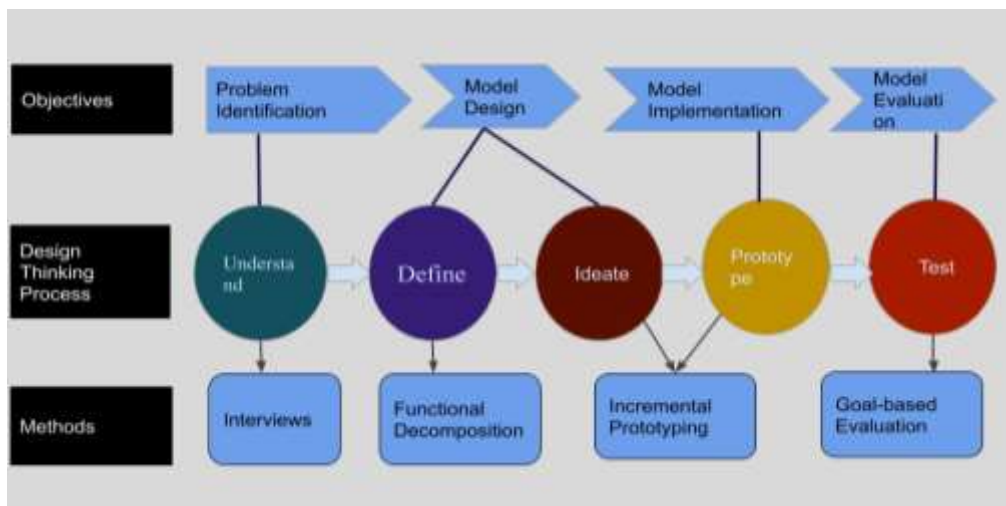 Objectives
Problem
Identification
Model
Design
Model
Implementation
Model
Evaluati
on
Design
Thinking
Process
Understa
nd
Define
Ideate
Prototy
pe
Test
Methods
Interviews
Functional
Decomposition
Incremental
Prototyping
Goal-based
Evaluation